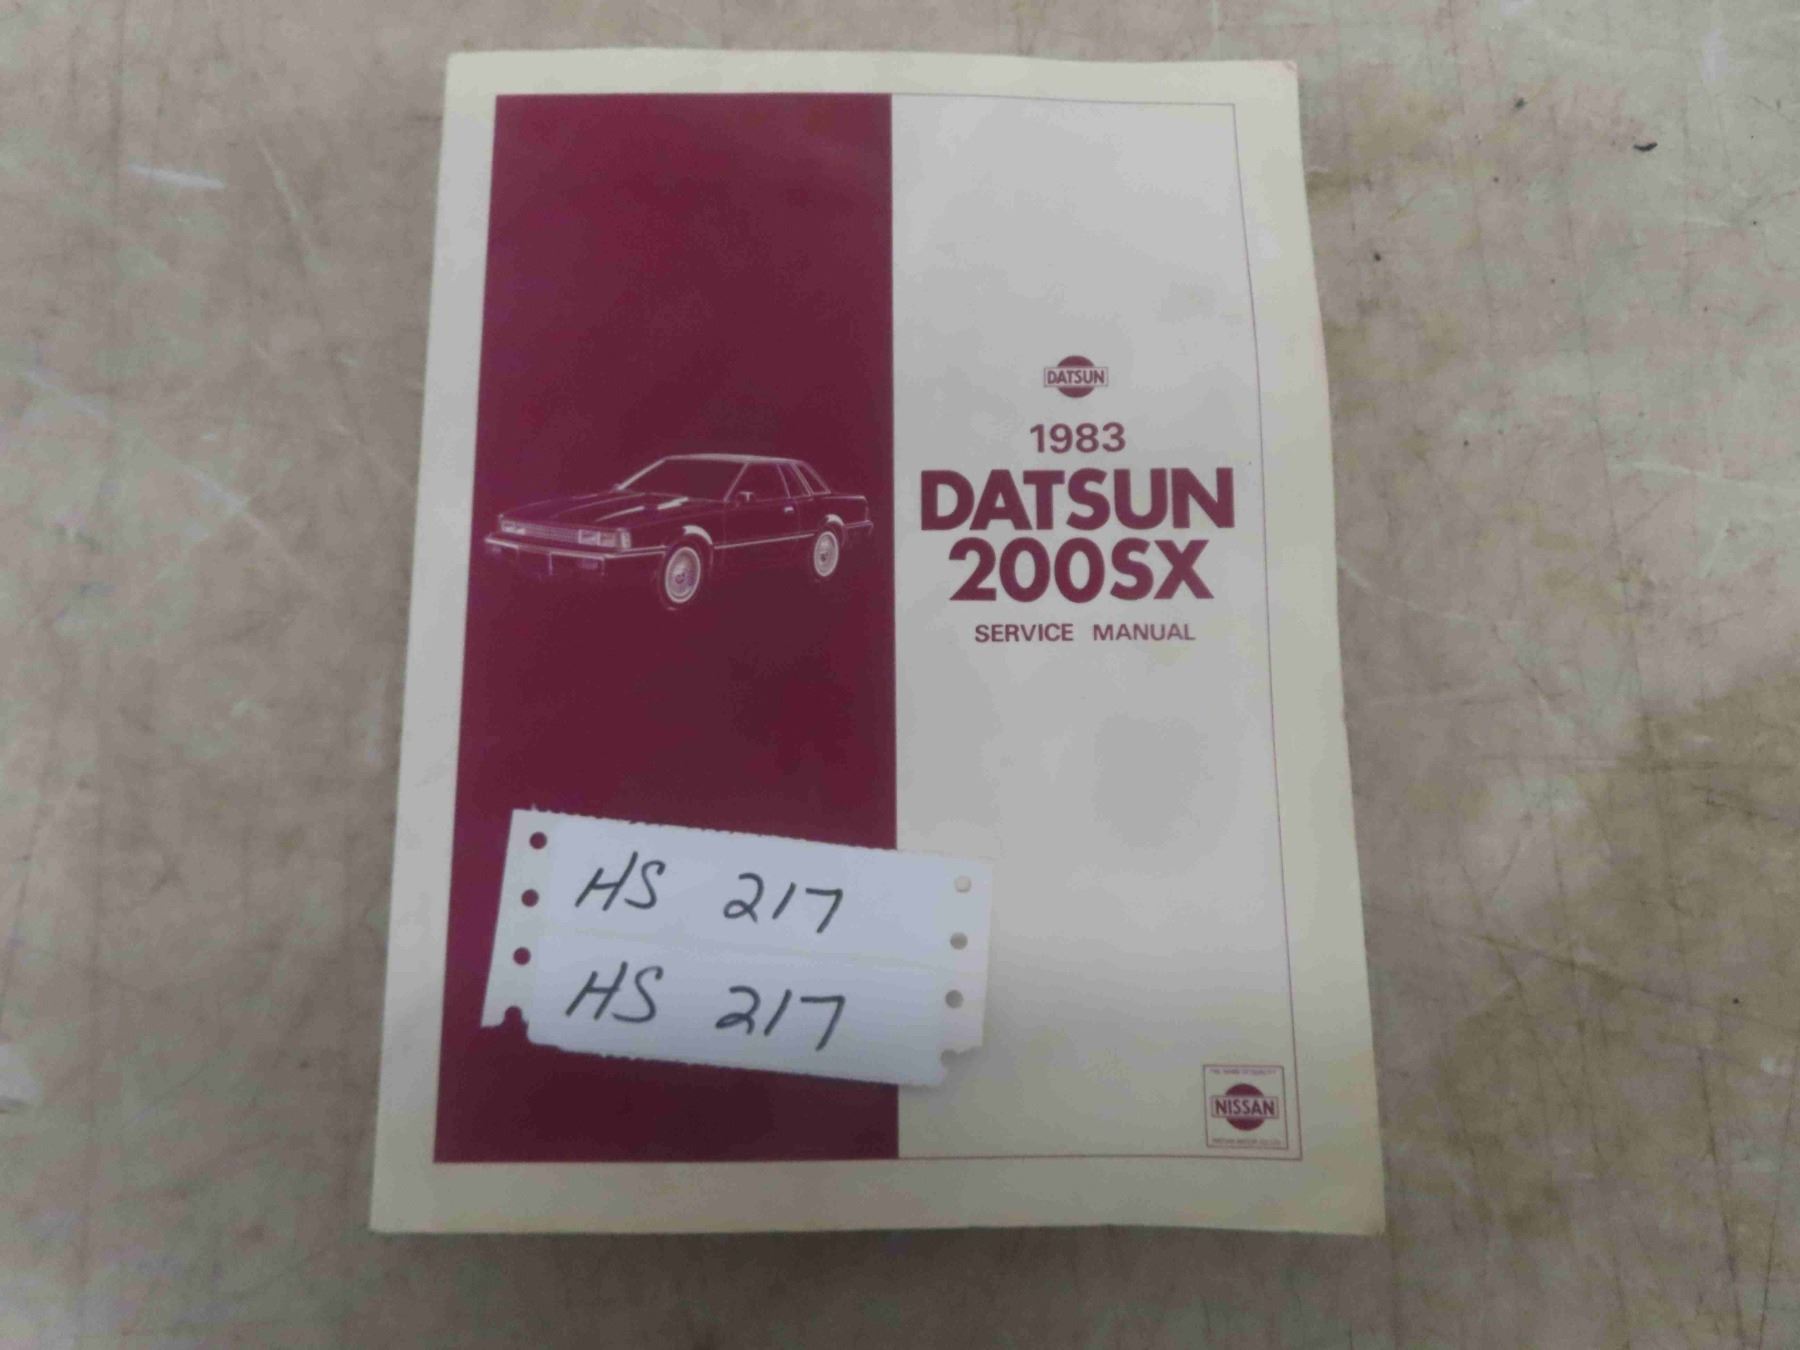 DATSUN
1983
DATSUN
200SX
SERVICE MANUAL
HS 217
HS 217
NISSAN